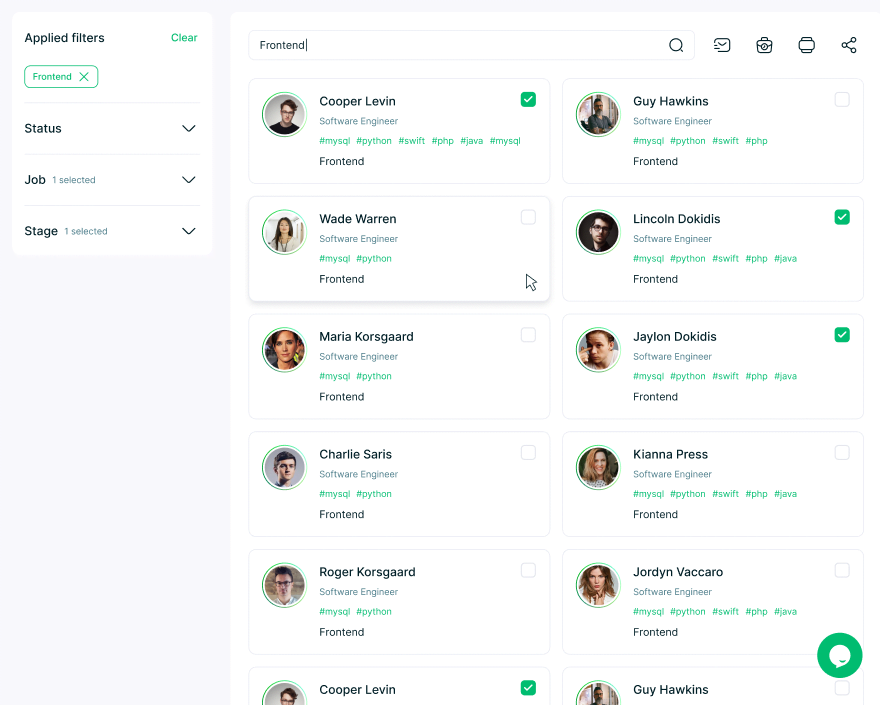 Applied filters
Clear
Frontend
Status
Job 1 selected
Stage 1 selected
Frontend
Cooper Levin
Software Engineer
#mysql #python #swift #php #java #mysql
Frontend
Guy Hawkins
Software Engineer
#mysql #python #swift #php
Frontend
Wade Warren
Software Engineer
#mysql #python
Frontend
Lincoln Dokidis
Software Engineer
#mysql #python #swift #php #java
Frontend
Maria Korsgaard
Software Engineer
#mysql #python
Frontend
Jaylon Dokidis
Software Engineer
#mysql #python #swift #php #java
Frontend
Charlie Saris
Software Engineer
#mysql #python
Frontend
Kianna Press
Software Engineer
#mysql #python #swift #php #java
Frontend
Roger Korsgaard
Software Engineer
#mysql #python
Frontend
Jordyn Vaccaro
Software Engineer
#mysql #python #swift #php #java
Frontend
Cooper Levin
Guy Hawkins